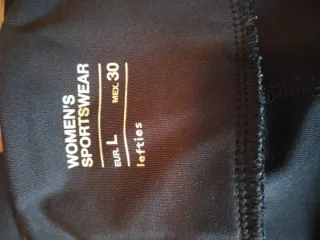 WOMEN'S
SPORTSWEAR
EUR. L MEX. 30
lefties